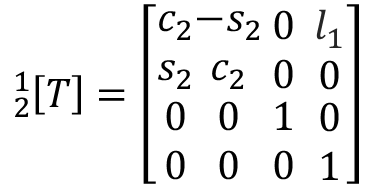 ¹₂[T] = ⎡c₂ −s₂ 0 l₁⎤
⎢s₂ c₂ 0 0⎥
⎢0 0 1 0⎥
⎣0 0 0 1⎦